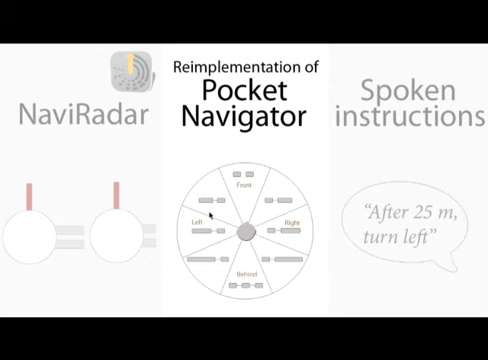 NaviRadar
Reimplementation of
Pocket
Navigator
Front
Left
Right
Behind
Spoken
instructions
“After 25 m,
turn left”